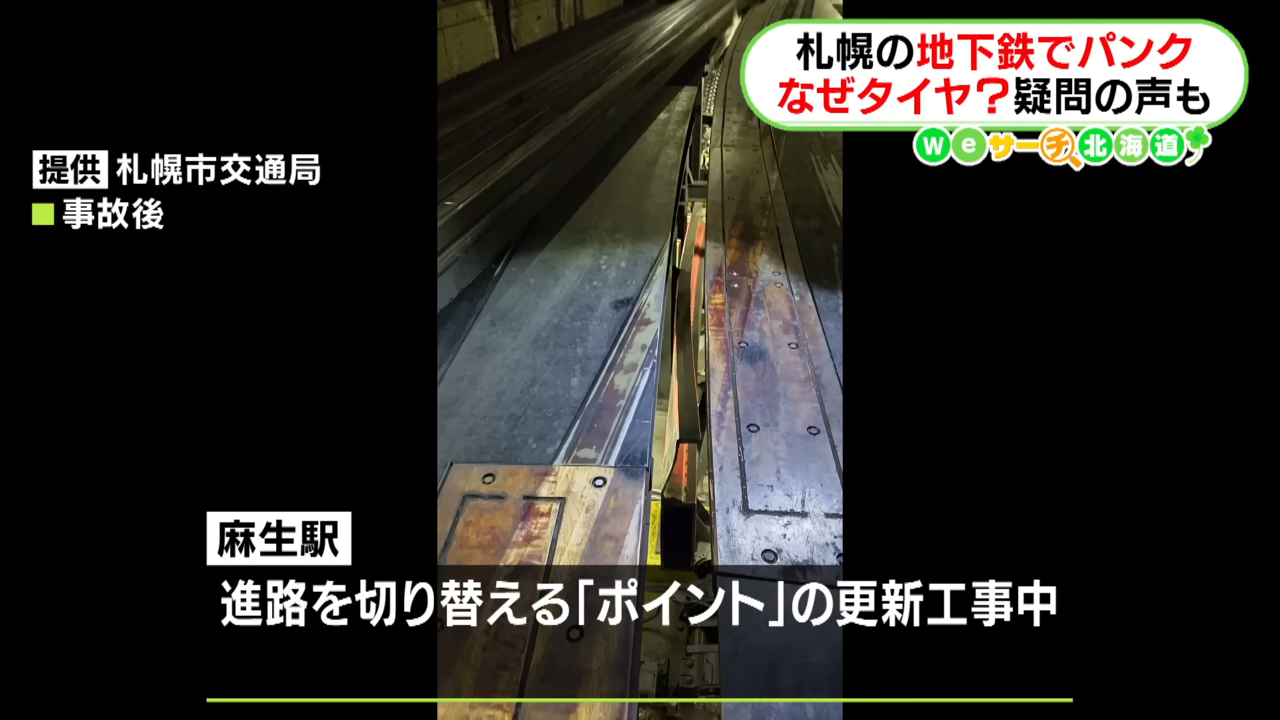 札幌の地下鉄でパンク
なぜタイヤ?疑問の声も
Weサーチ北海道
提供 札幌市交通局
■事故後
麻生駅
進路を切り替える「ポイント」の更新工事中